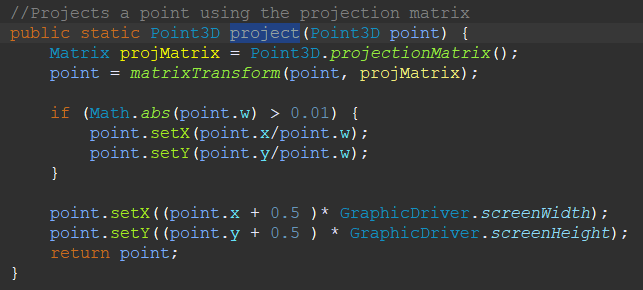 //Projects a point using the projection matrix
public static Point3D project(Point3D point) {
    Matrix projMatrix = Point3D.projectionMatrix();
    point = matrixTransform(point, projMatrix);

    if (Math.abs(point.w) > 0.01) {
        point.setX(point.x/point.w);
        point.setY(point.y/point.w);
    }

    point.setX((point.x + 0.5 )* GraphicDriver.screenWidth);
    point.setY((point.y + 0.5 ) * GraphicDriver.screenHeight);
    return point;
}